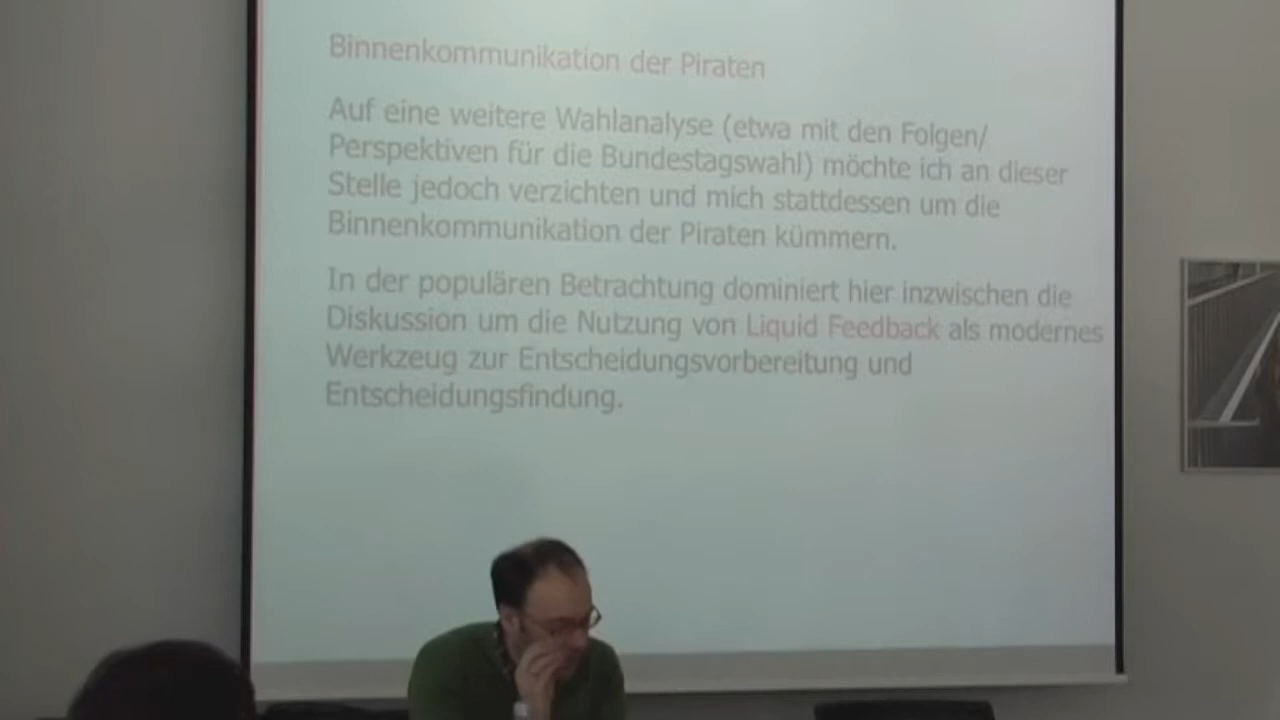 Binnenkommunikation der Piraten
Auf eine weitere Wahlanalyse (etwa mit den Folgen/
Perspektiven für die Bundestagswahl) möchte ich an dieser
Stelle jedoch verzichten und mich stattdessen um die
Binnenkommunikation der Piraten kümmern.
In der populären Betrachtung dominiert hier inzwischen die
Diskussion um die Nutzung von Liquid Feedback als modernes
Werkzeug zur Entscheidungsvorbereitung und
Entscheidungsfindung.